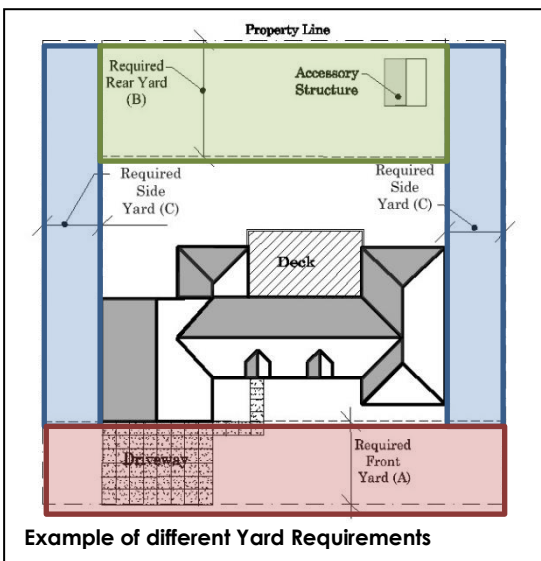 Property Line
Required
Rear Yard
(B)
Accessory
Structure
Required
Side
Yard (C)
Required
Side
Yard (C)
Deck
Driveway
Required
Front
Yard (A)
Example of different Yard Requirements